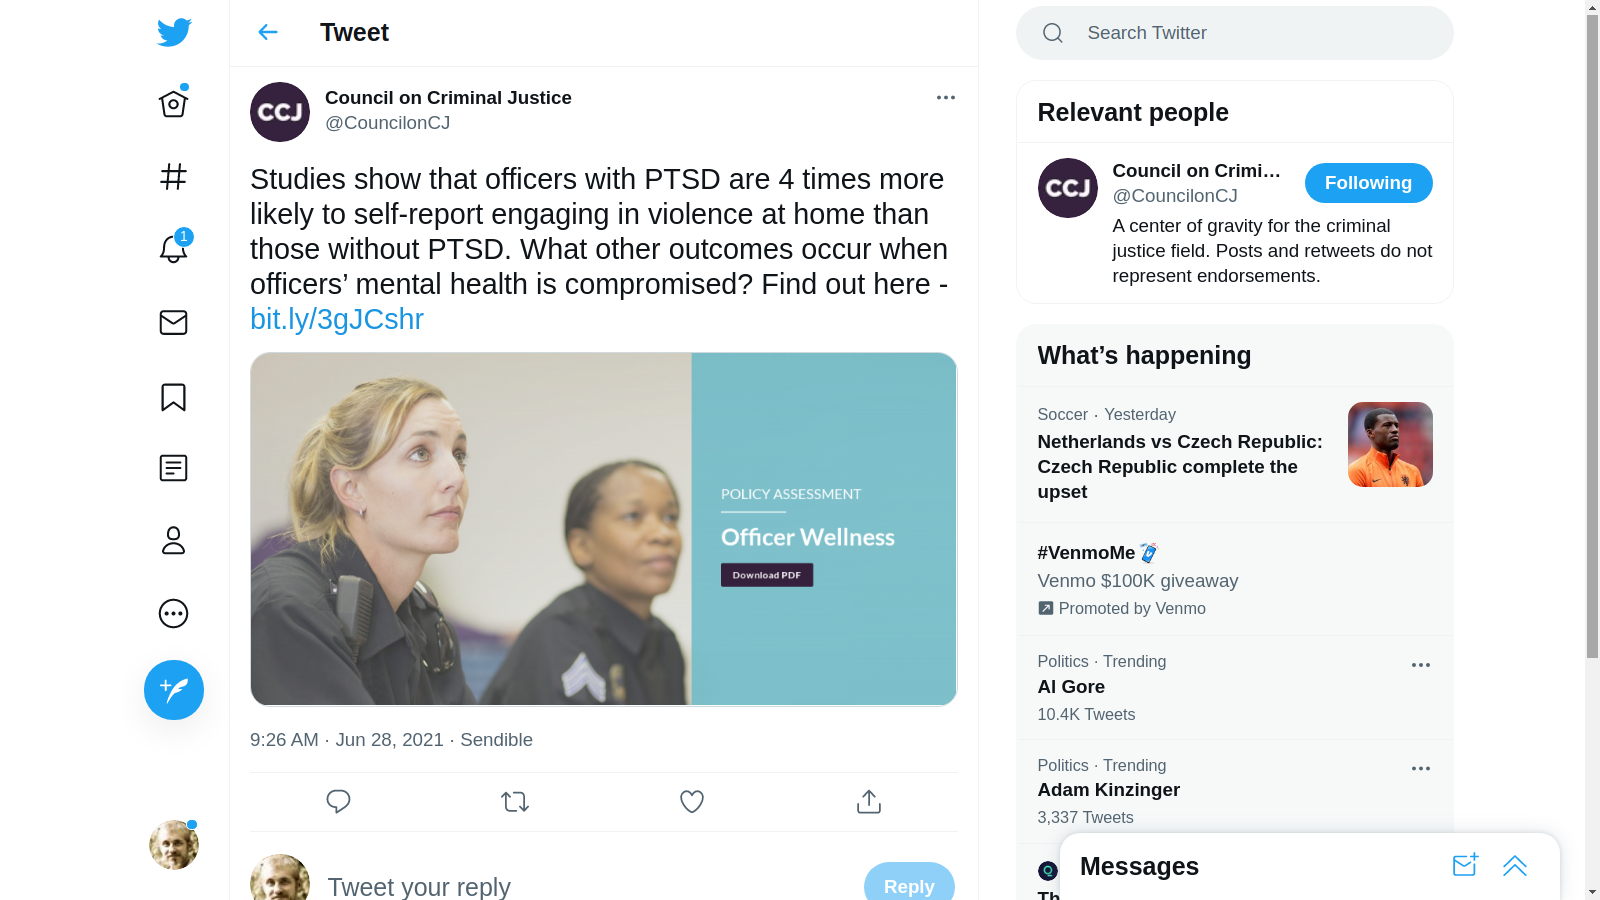 Tweet
Council on Criminal Justice
@CouncilonCJ
CCJ
Studies show that officers with PTSD are 4 times more
likely to self-report engaging in violence at home than
those without PTSD. What other outcomes occur when
officers’ mental health is compromised? Find out here -
bit.ly/3gJCshr
POLICY ASSESSMENT
Officer Wellness
Download PDF
9:26 AM · Jun 28, 2021 · Sendible
Tweet your reply
Reply
1
Search Twitter
Relevant people
CCJ
Council on Crimi…
@CouncilonCJ
Following
A center of gravity for the criminal
justice field. Posts and retweets do not
represent endorsements.
What’s happening
Soccer · Yesterday
Netherlands vs Czech Republic:
Czech Republic complete the
upset
#VenmoMe
Venmo $100K giveaway
Promoted by Venmo
Politics · Trending
Al Gore
10.4K Tweets
Politics · Trending
Adam Kinzinger
3,337 Tweets
Messages